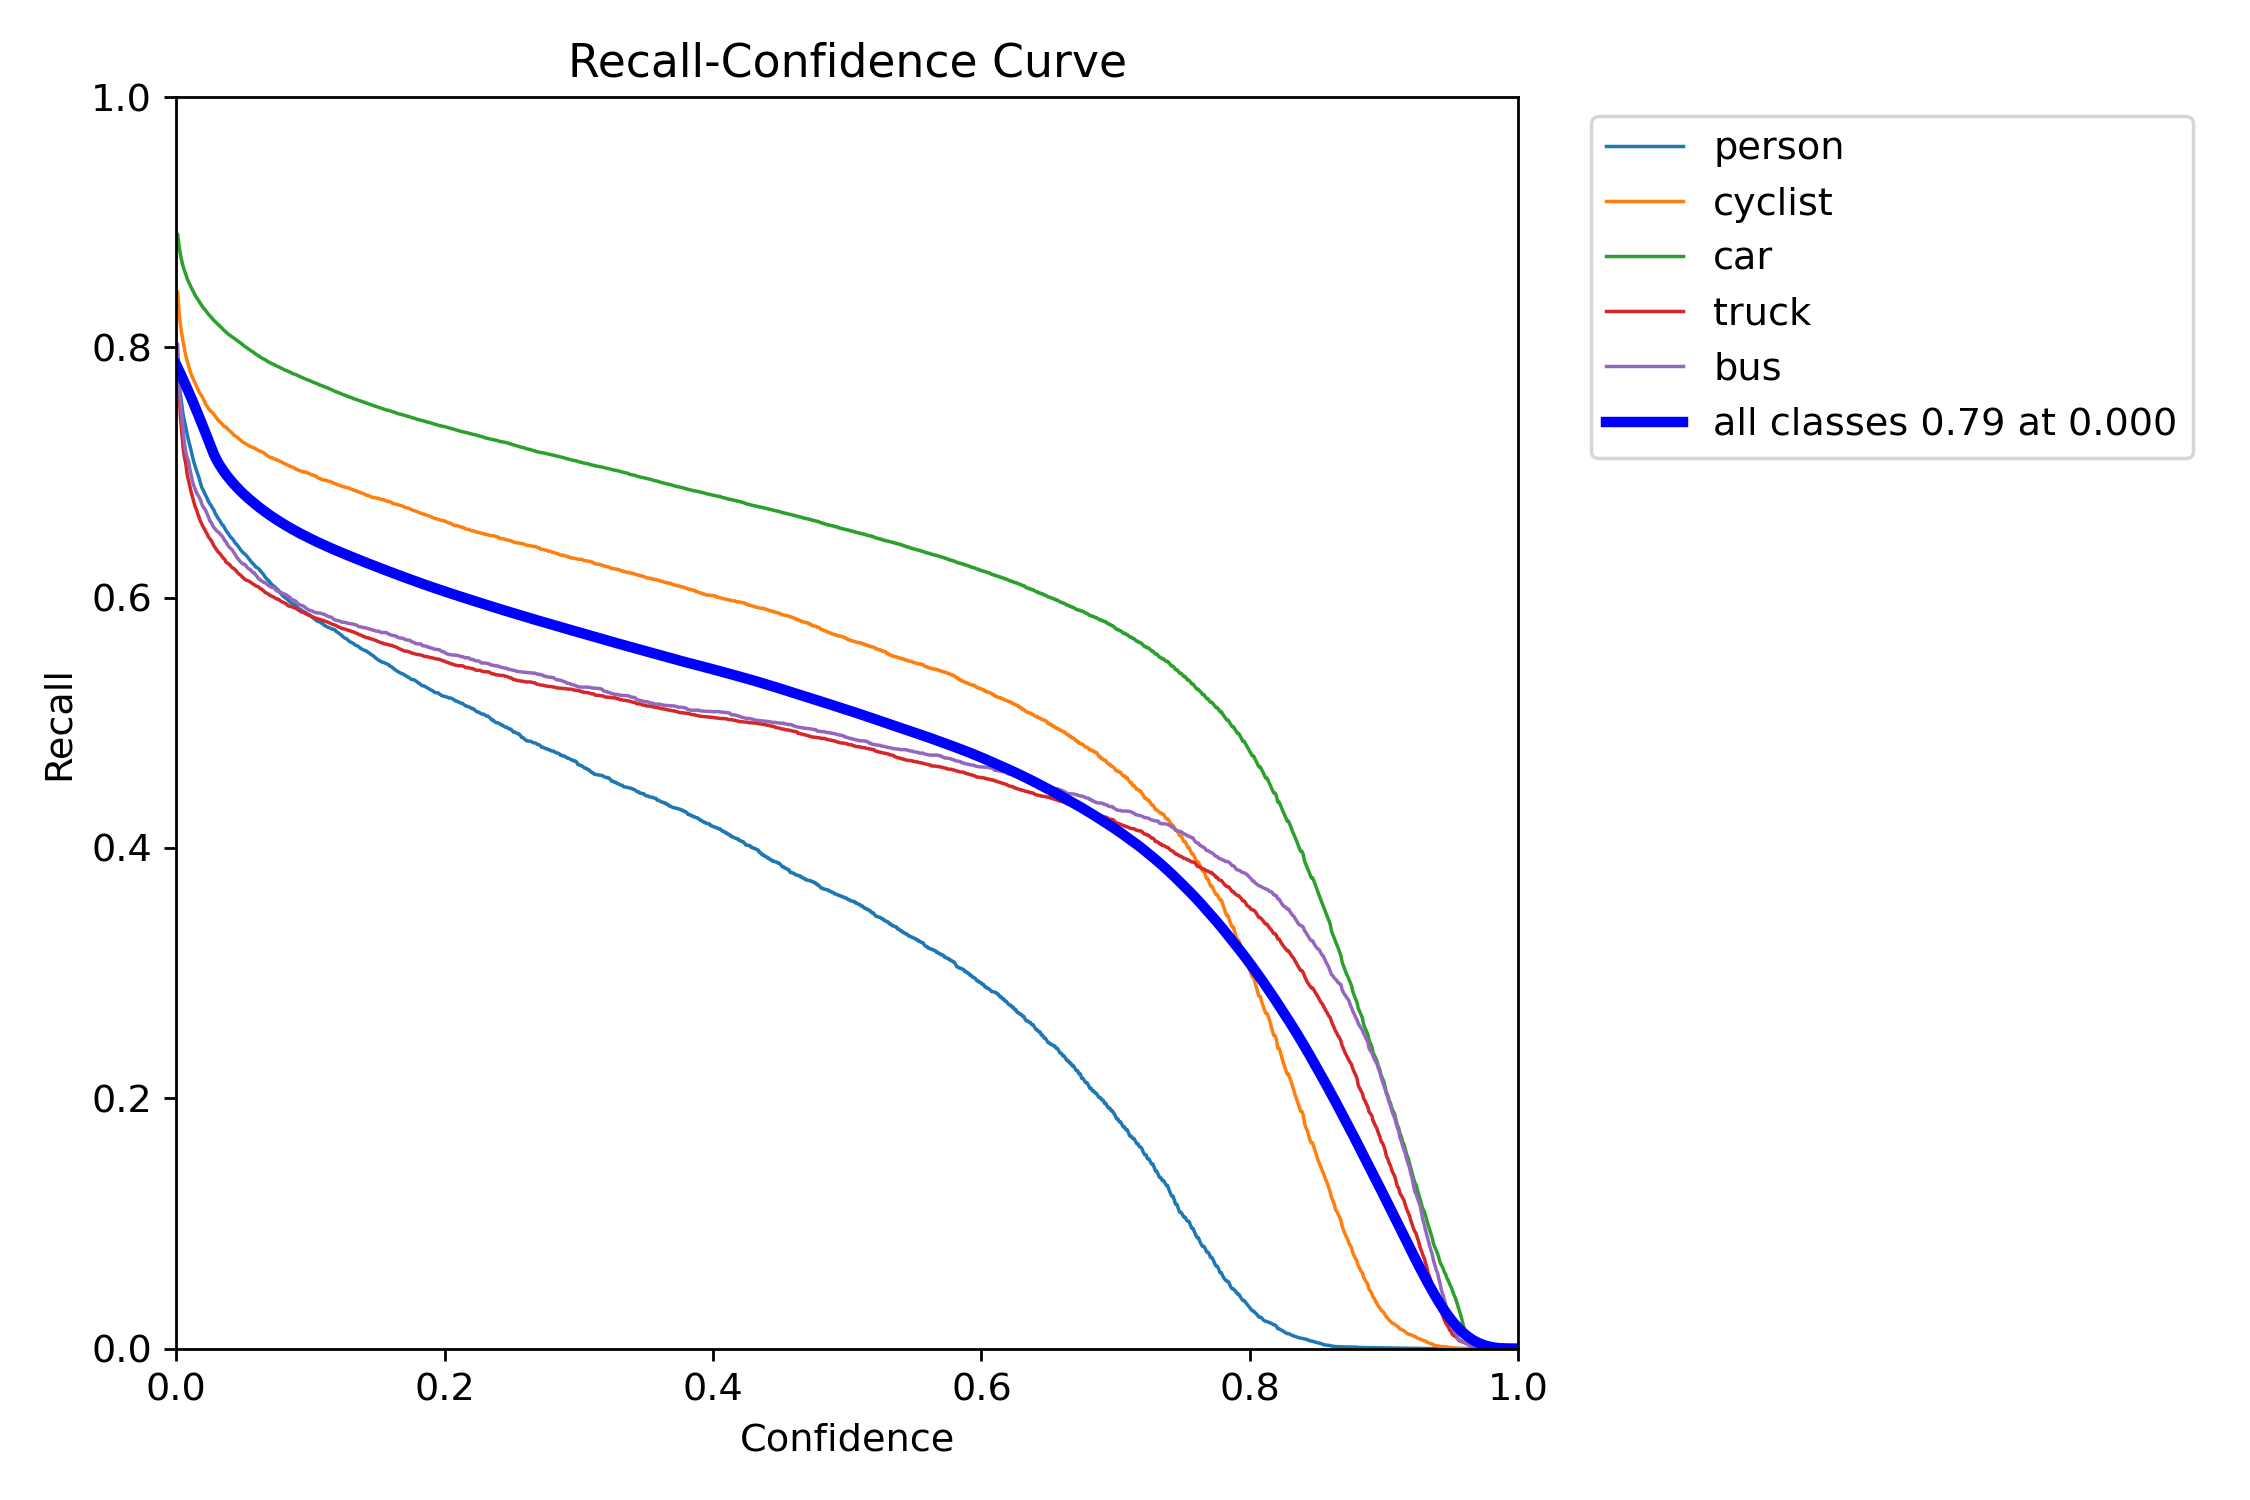 Recall-Confidence Curve
1.0
0.8
0.6
0.4
0.2
0.0
Recall
0.0 0.2 0.4 0.6 0.8 1.0
Confidence
person
cyclist
car
truck
bus
all classes 0.79 at 0.000